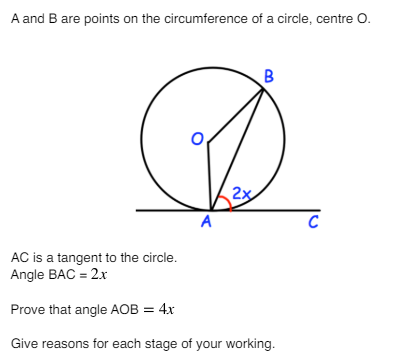 A and B are points on the circumference of a circle, centre O.
B
O
2x
A
C
AC is a tangent to the circle.
Angle BAC = 2x
Prove that angle AOB = 4x
Give reasons for each stage of your working.